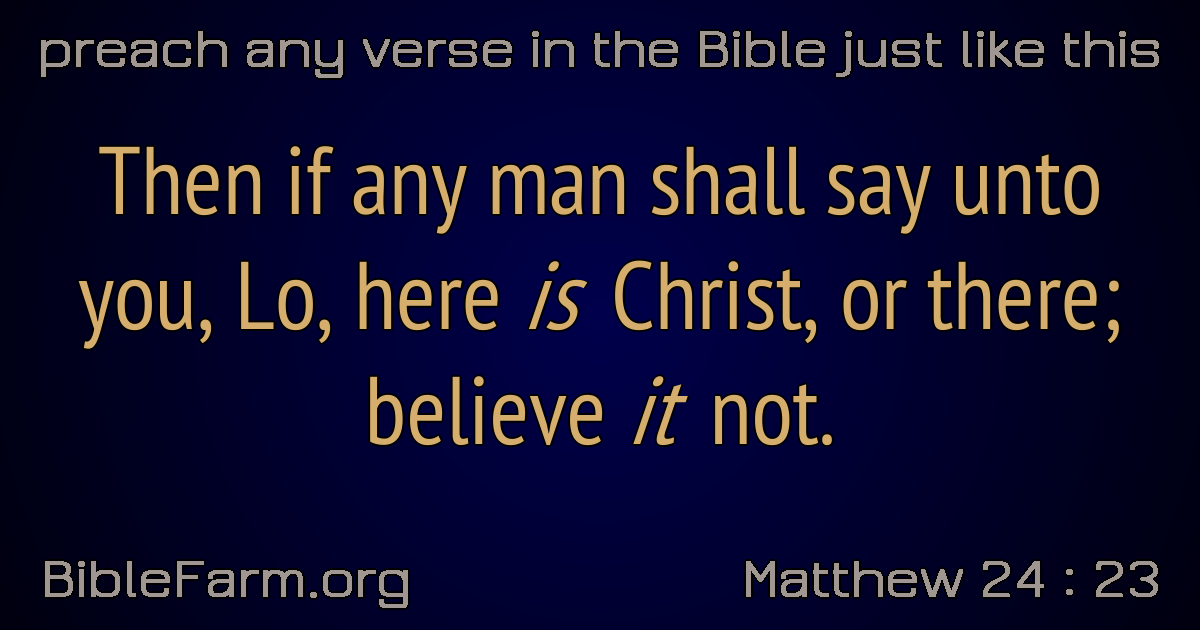 preach any verse in the Bible just like this
Then if any man shall say unto
you, Lo, here is Christ, or there;
believe it not.
BibleFarm.org
Matthew 24 : 23